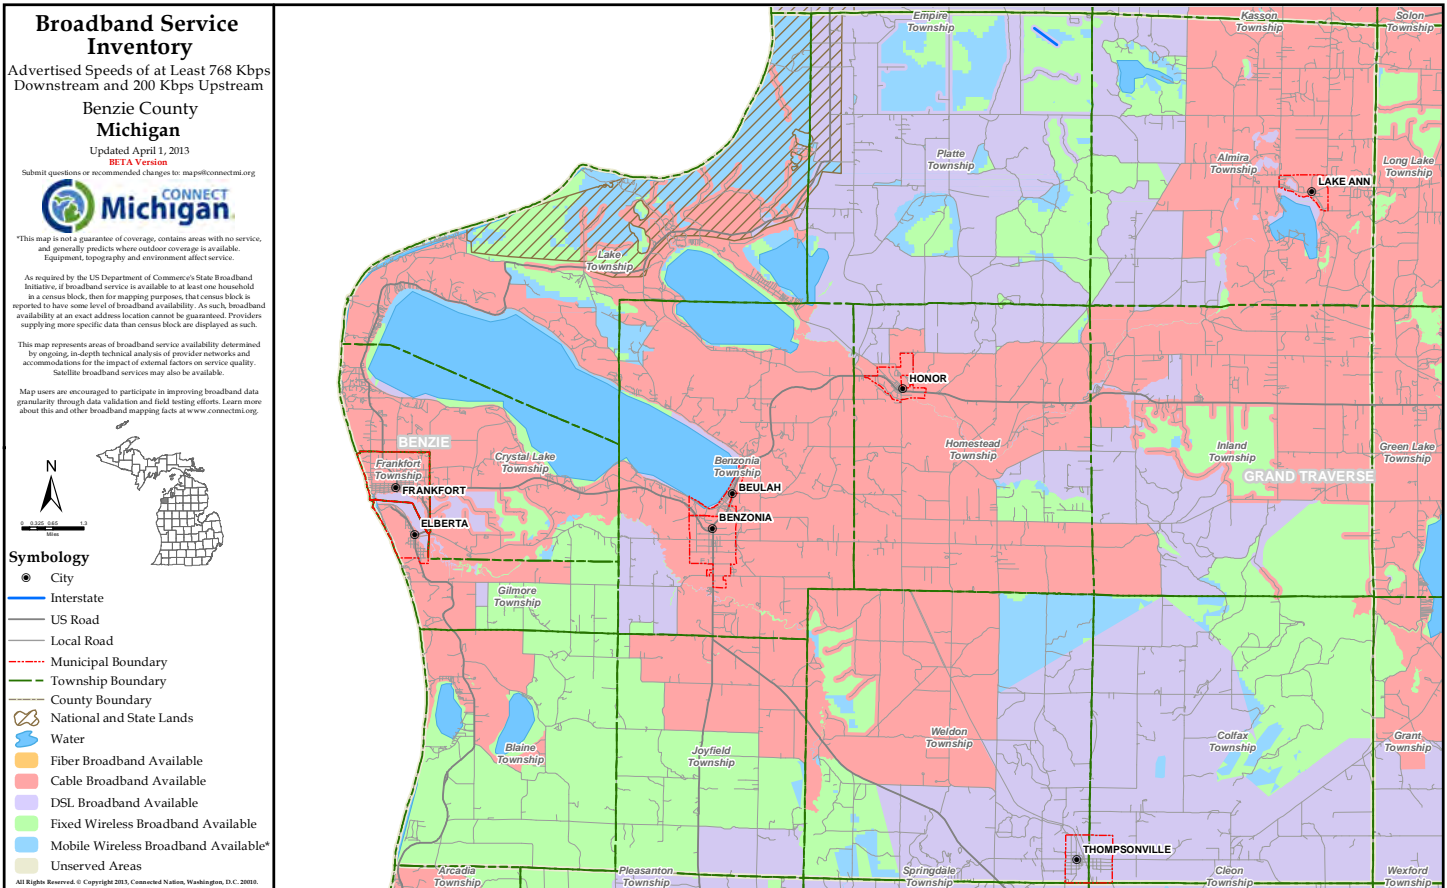 Broadband Service
Inventory
Advertised Speeds of at Least 768 Kbps
Downstream and 200 Kbps Upstream
Benzie County
Michigan
Updated April 1, 2013
BETA Version
Submit questions or recommended changes to: maps@connectmi.org
CONNECT
Michigan
*This map is not a guarantee of coverage, contains areas with no service,
and generally predicts where outdoor coverage is available.
Equipment, topography and environment affect service.
As required by the US Department of Commerce's State Broadband
Initiative, if broadband service is available to at least one household
in a census block, then for mapping purposes, that census block is
reported to have some level of broadband availability. As such, broadband
availability at an exact address location cannot be guaranteed. Providers
supplying more specific data than census block are displayed as such.
This map represents areas of broadband service availability determined
by ongoing, in-depth technical analysis of provider networks and
accommodations for the impact of external factors on service quality.
Satellite broadband services may also be available.
Map users are encouraged to participate in improving broadband data
granularity through data validation and field testing efforts. Learn more
about this and other broadband mapping facts at www.connectmi.org.
N
0 0.325 0.65 1.3
Miles
Symbology
City
Interstate
US Road
Local Road
Municipal Boundary
Township Boundary
County Boundary
National and State Lands
Water
Fiber Broadband Available
Cable Broadband Available
DSL Broadband Available
Fixed Wireless Broadband Available
Mobile Wireless Broadband Available*
Unserved Areas
All Rights Reserved. © Copyright 2013, Connected Nation, Washington, D.C. 20010.
Empire
Township
Kasson
Township
Solon
Township
Platte
Township
Almira
Township
Long Lake
Township
LAKE ANN
Lake
Township
HONOR
BENZIE
Frankfort
Township
Crystal Lake
Township
Benzonia
Township
Homestead
Township
Inland
Township
Green Lake
Township
GRAND TRAVERSE
FRANKFORT
BEULAH
ELBERTA
BENZONIA
Gilmore
Township
Blaine
Township
Joyfield
Township
Weldon
Township
Colfax
Township
Grant
Township
THOMPSONVILLE
Arcadia
Township
Pleasanton
Township
Springdale
Township
Cleon
Township
Wexford
Township